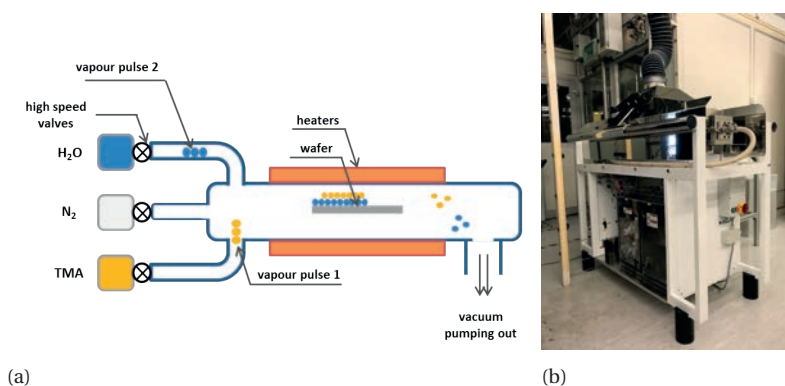 vapour pulse 2
high speed
valves
H₂O
N₂
TMA
heaters
wafer
vapour pulse 1
vacuum
pumping out
(a)
(b)